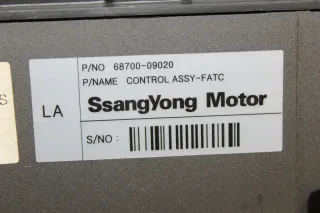 P/NO 68700-09020
P/NAME CONTROL ASSY-FATC
LA
SsangYong Motor
S/NO :
S